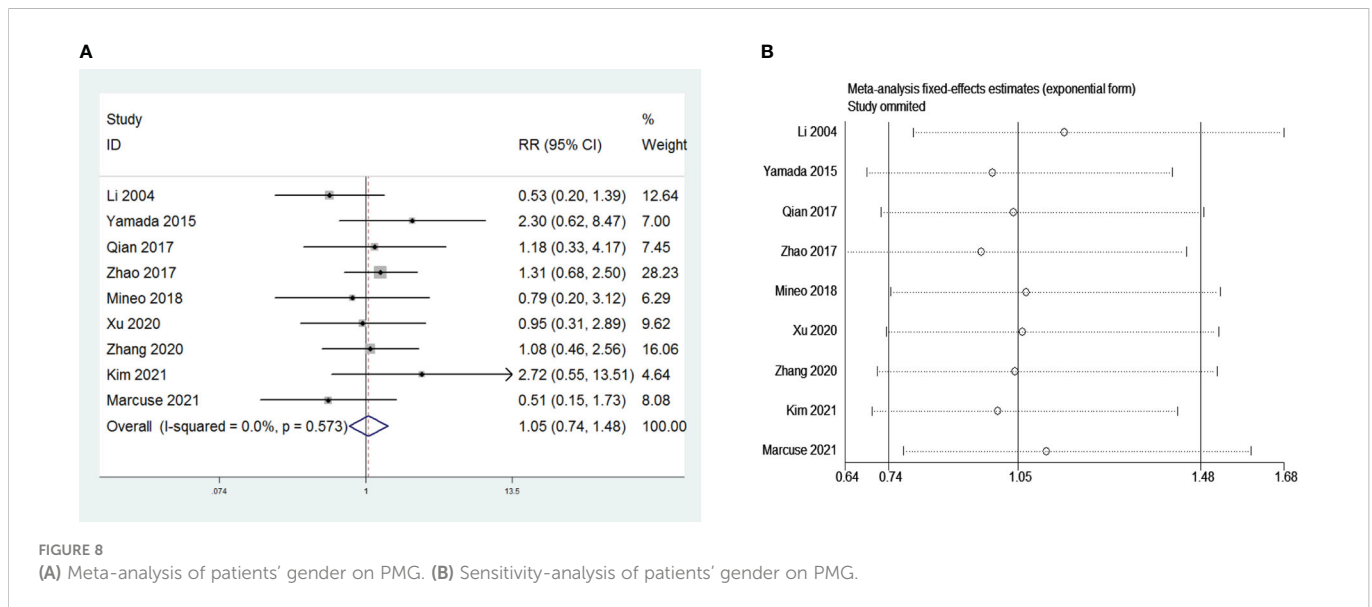 A
Study %
ID RR (95% CI) Weight
Li 2004 0.53 (0.20, 1.39) 12.64
Yamada 2015 2.30 (0.62, 8.47) 7.00
Qian 2017 1.18 (0.33, 4.17) 7.45
Zhao 2017 1.31 (0.68, 2.50) 28.23
Mineo 2018 0.79 (0.20, 3.12) 6.29
Xu 2020 0.95 (0.31, 2.89) 9.62
Zhang 2020 1.08 (0.46, 2.56) 16.06
Kim 2021 2.72 (0.55, 13.51) 4.64
Marcuse 2021 0.51 (0.15, 1.73) 8.08
Overall (I-squared = 0.0%, p = 0.573) 1.05 (0.74, 1.48) 100.00
.074 1 13.5
B
Meta-analysis fixed-effects estimates (exponential form)
Study ommited
Li 2004
Yamada 2015
Qian 2017
Zhao 2017
Mineo 2018
Xu 2020
Zhang 2020
Kim 2021
Marcuse 2021
0.64 0.74 1.05 1.48 1.68
FIGURE 8
(A) Meta-analysis of patients’ gender on PMG. (B) Sensitivity-analysis of patients’ gender on PMG.